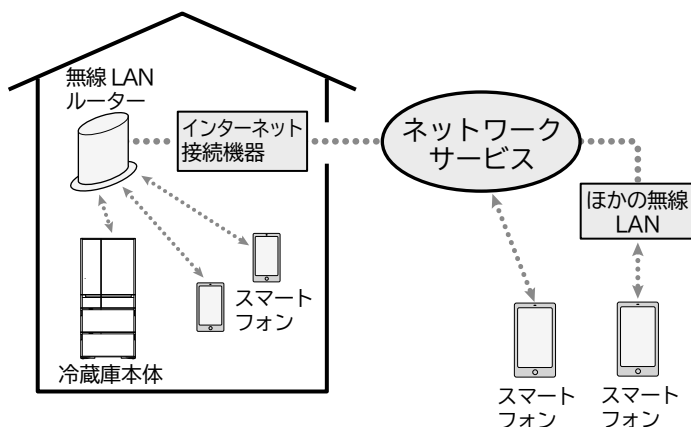 無線 LAN
ルーター
インターネット
接続機器
ネットワーク
サービス
ほかの無線
LAN
スマート
フォン
冷蔵庫本体
スマート
フォン
スマート
フォン